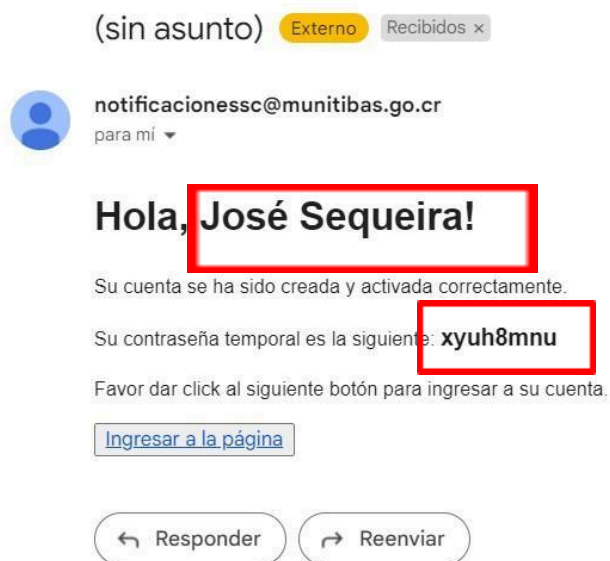 (sin asunto) Externo Recibidos ×
notificacionessc@munitibas.go.cr
para mí
Hola, José Sequeira!
Su cuenta se ha sido creada y activada correctamente.
Su contraseña temporal es la siguiente: xyuh8mnu
Favor dar click al siguiente botón para ingresar a su cuenta.
Ingresar a la página
Responder Reenviar